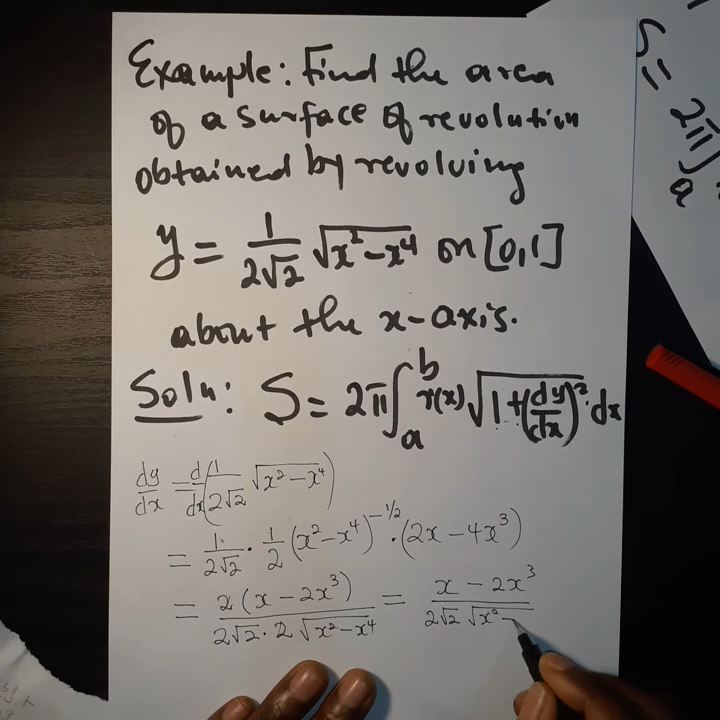 Example: Find the area
of a surface of revolution
obtained by revolving
y = 1/(2√2) √(x² − x⁴) on [0,1]
about the x-axis.
Soln: S = 2π ∫ₐᵇ r(x) √(1 + (dy/dx)²) dx
dy/dx = d/dx (1/(2√2) √(x² − x⁴))
= 1/(2√2) · 1/2 (x² − x⁴)^(−1/2) · (2x − 4x³)
= 2(x − 2x³)/(2√2 · 2 √(x² − x⁴)) = (x − 2x³)/(2√2 √(x² −
S = 2π ∫ₐ